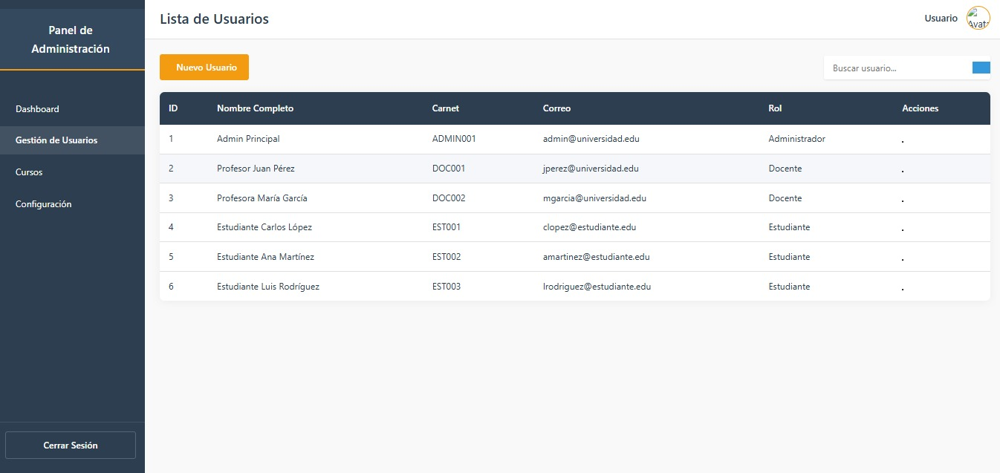 Panel de
Administración
Dashboard
Gestión de Usuarios
Cursos
Configuración
Cerrar Sesión
Lista de Usuarios
Usuario
Avata
Nuevo Usuario
Buscar usuario...
ID Nombre Completo Carnet Correo Rol Acciones
1 Admin Principal ADMIN001 admin@universidad.edu Administrador .
2 Profesor Juan Pérez DOC001 jperez@universidad.edu Docente .
3 Profesora María García DOC002 mgarcia@universidad.edu Docente .
4 Estudiante Carlos López EST001 clopez@estudiante.edu Estudiante .
5 Estudiante Ana Martínez EST002 amartinez@estudiante.edu Estudiante .
6 Estudiante Luis Rodríguez EST003 lrodriguez@estudiante.edu Estudiante .